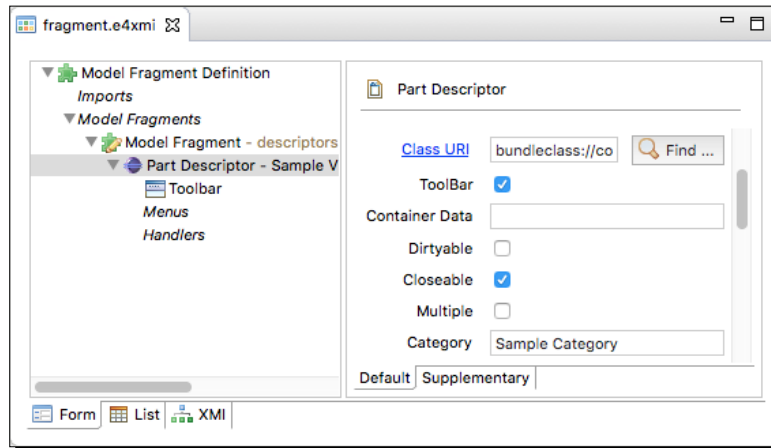 fragment.e4xmi
Model Fragment Definition
Imports
Model Fragments
Model Fragment - descriptors
Part Descriptor - Sample V
Toolbar
Menus
Handlers
Part Descriptor
Class URI bundleclass://co Find ...
ToolBar
Container Data
Dirtyable
Closeable
Multiple
Category Sample Category
Default Supplementary
Form List XMI